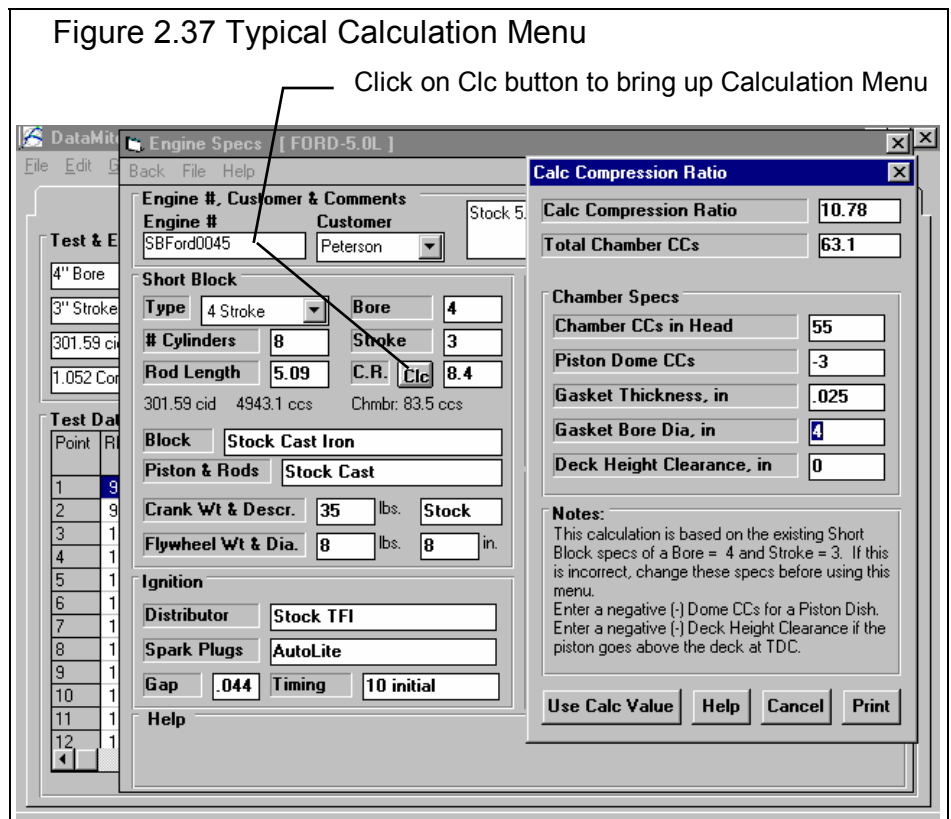 Figure 2.37 Typical Calculation Menu
Click on Clc button to bring up Calculation Menu
DataMite
File Edit G
Test & E
4" Bore
3" Stroke
301.59 ci
1.052 Cor
Test Dat
Point
1
2
3
4
5
6
7
8
9
10
11
12
Engine Specs [ FORD-5.0L ]
Back File Help
Engine #, Customer & Comments
Engine # Customer
SBFord0045 Peterson
Stock 5.
Short Block
Type 4 Stroke Bore 4
# Cylinders 8 Stroke 3
Rod Length 5.09 C.R. Clc 8.4
301.59 cid 4943.1 ccs Chmbr: 83.5 ccs
Block Stock Cast Iron
Piston & Rods Stock Cast
Crank Wt & Descr. 35 lbs. Stock
Flywheel Wt & Dia. 8 lbs. 8 in.
Ignition
Distributor Stock TFI
Spark Plugs AutoLite
Gap .044 Timing 10 initial
Help
Calc Compression Ratio
Calc Compression Ratio 10.78
Total Chamber CCs 63.1
Chamber Specs
Chamber CCs in Head 55
Piston Dome CCs -3
Gasket Thickness, in .025
Gasket Bore Dia, in 4
Deck Height Clearance, in 0
Notes:
This calculation is based on the existing Short
Block specs of a Bore = 4 and Stroke = 3. If this
is incorrect, change these specs before using this
menu.
Enter a negative (-) Dome CCs for a Piston Dish.
Enter a negative (-) Deck Height Clearance if the
piston goes above the deck at TDC.
Use Calc Value Help Cancel Print